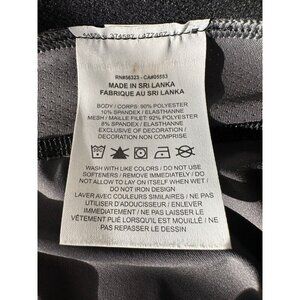 RN#56323 - CA#05553
MADE IN SRI LANKA
FABRIQUE AU SRI LANKA
BODY / CORPS: 90% POLYESTER
10% SPANDEX / ELASTHANNE
MESH / MAILLE FILET: 92% POLYESTER
8% SPANDEX / ELASTHANNE
EXCLUSIVE OF DECORATION /
DECORATION NON COMPRISE
WASH WITH LIKE COLORS / DO NOT USE
SOFTENERS / REMOVE IMMEDIATELY / DO
NOT ALLOW TO LAY ON ITSELF WHEN WET /
DO NOT IRON DESIGN
LAVER AVEC COULEURS SIMILAIRES / NE PAS
UTILISER D'ADOUCISSEUR / ENLEVER
IMMEDIATEMENT / NE PAS LAISSER LE
VÊTEMENT PLIÉ LORSQU'IL EST MOUILLÉ / NE
PAS REPASSER LE DESSIN